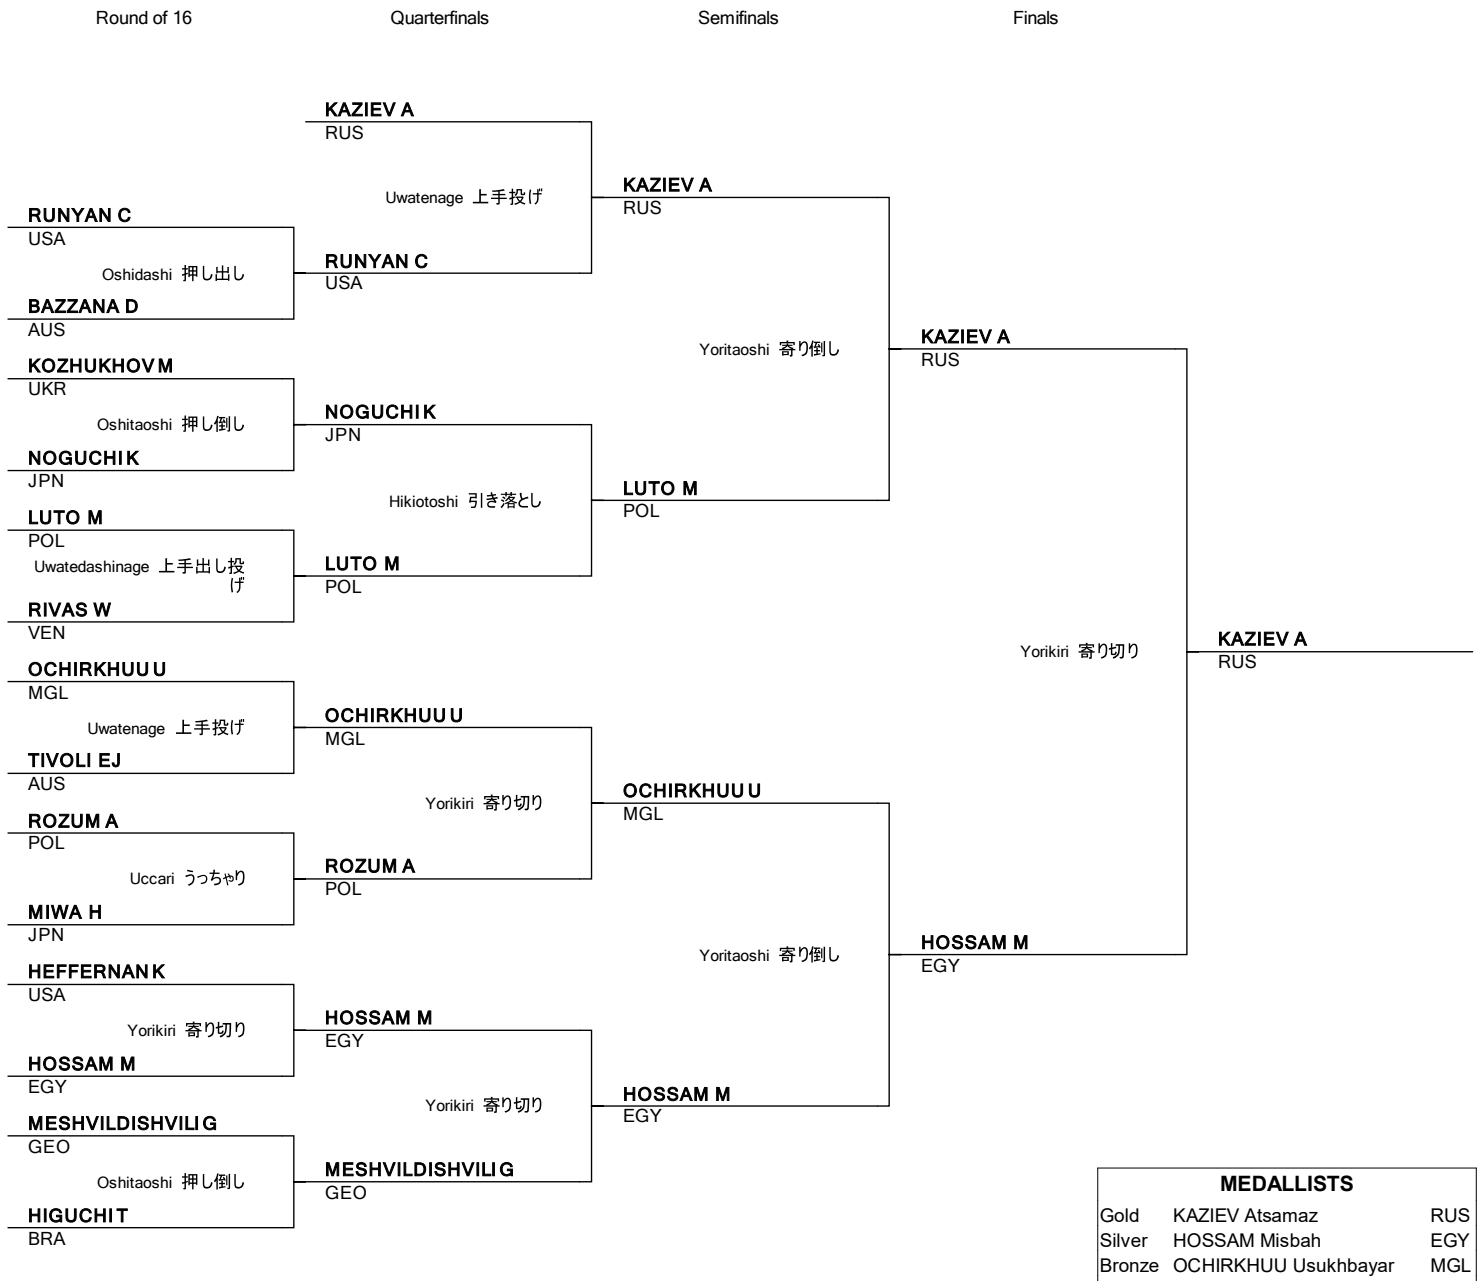 Round of 16 Quarterfinals Semifinals Finals
KAZIEV A
RUS
Uwatenage 上手投げ
KAZIEV A
RUS
RUNYAN C
USA
Oshidashi 押し出し
RUNYAN C
USA
BAZZANA D
AUS
KAZIEV A
RUS
Yoritaoshi 寄り倒し
KOZHUKHOV M
UKR
Oshitaoshi 押し倒し
NOGUCHI K
JPN
NOGUCHI K
JPN
Hikiotoshi 引き落とし
LUTO M
POL
LUTO M
POL
Uwatedashinage 上手出し投
げ
LUTO M
POL
RIVAS W
VEN
Yorikiri 寄り切り
KAZIEV A
RUS
OCHIRKHUU U
MGL
Uwatenage 上手投げ
OCHIRKHUU U
MGL
TIVOLI EJ
AUS
Yorikiri 寄り切り
OCHIRKHUU U
MGL
ROZUM A
POL
Uccari うっちゃり
ROZUM A
POL
MIWA H
JPN
Yoritaoshi 寄り倒し
HOSSAM M
EGY
HEFFERNAN K
USA
Yorikiri 寄り切り
HOSSAM M
EGY
HOSSAM M
EGY
Yorikiri 寄り切り
HOSSAM M
EGY
MESHVILDISHVILI G
GEO
Oshitaoshi 押し倒し
MESHVILDISHVILI G
GEO
HIGUCHI T
BRA
MEDALLISTS
Gold KAZIEV Atsamaz RUS
Silver HOSSAM Misbah EGY
Bronze OCHIRKHUU Usukhbayar MGL